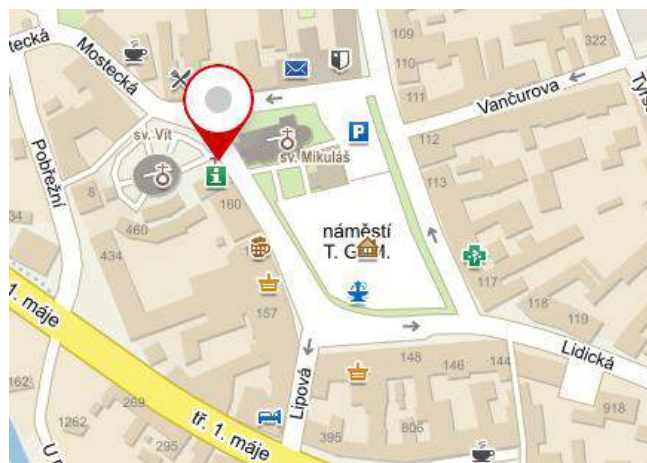 tecká
Mostecká
109
110
111
322
Vančurova
Tyrš
sv. Vít
P
sv. Mikuláš
112
113
Pobřežní
8
i
160
34
460
434
náměstí
T. G. M.
117
118
119
157
1. máje
Lipová
148
146
144
Lidická
162
269
1262
tř. 1. máje
295
395
805
918
U